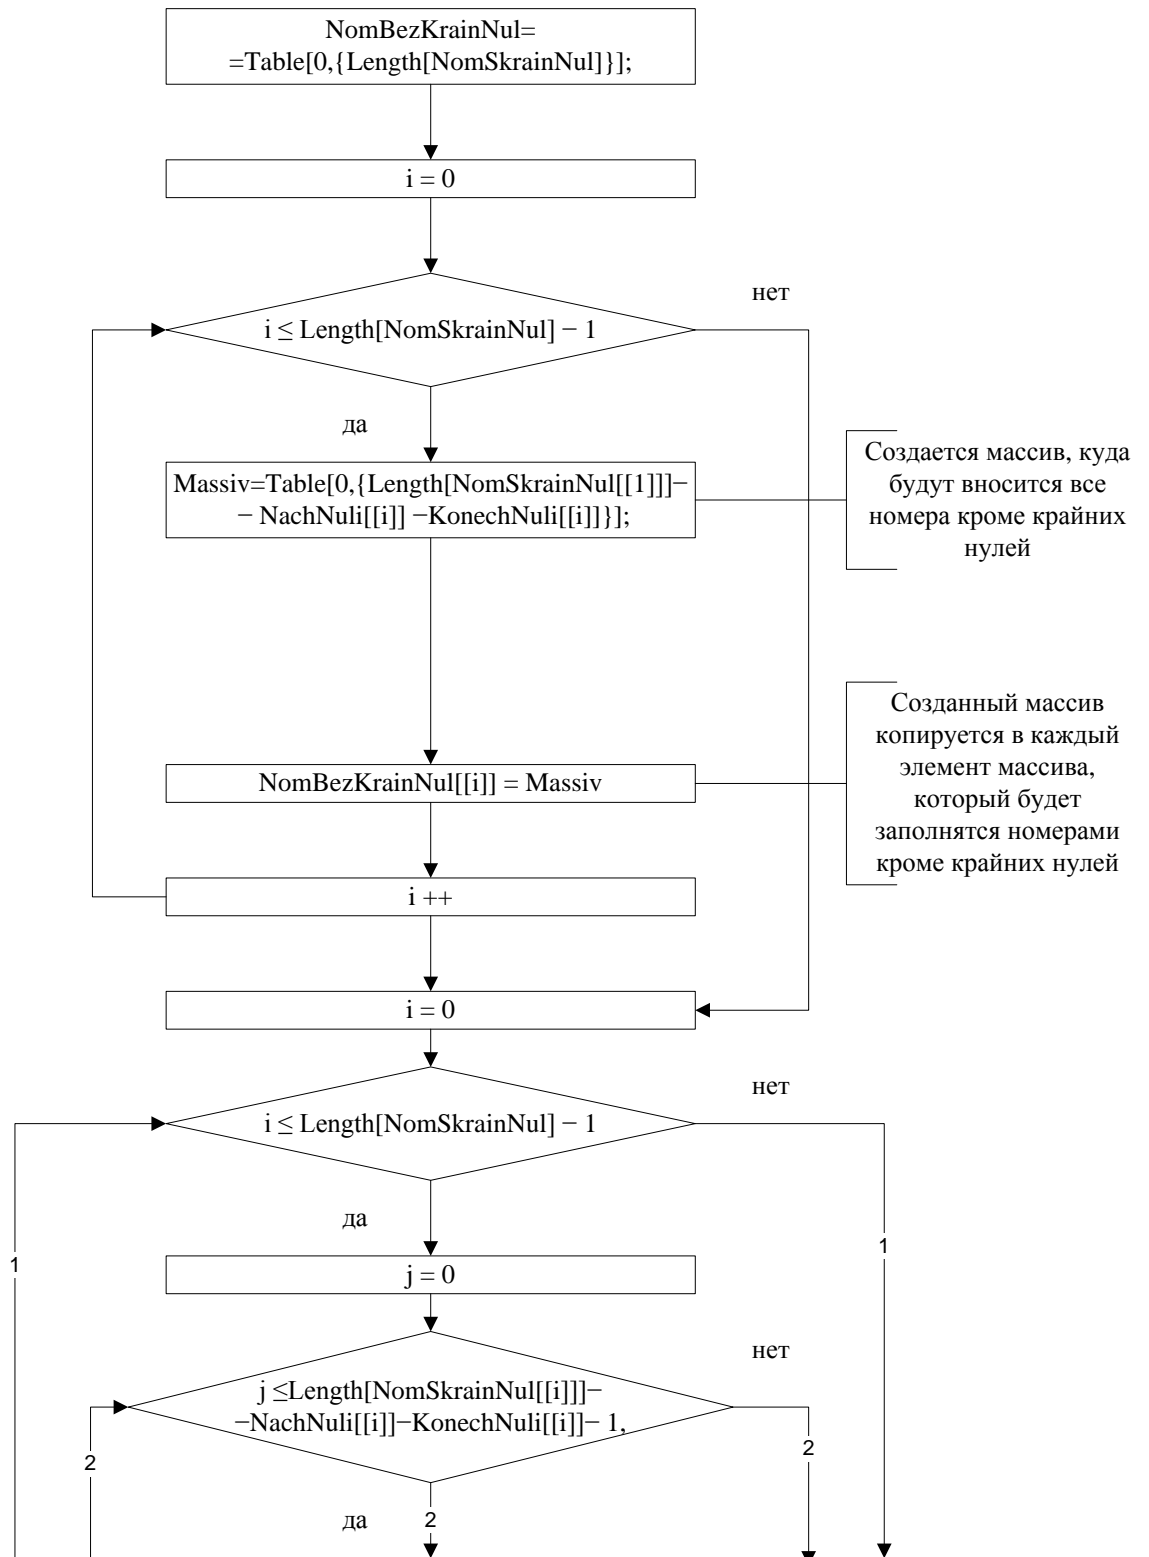 NomBezKrainNul=
=Table[0,{Length[NomSkrainNul]}];
i = 0
нет
i ≤ Length[NomSkrainNul] − 1
да
Massiv=Table[0,{Length[NomSkrainNul[[1]]]−
− NachNuli[[i]] −KonechNuli[[i]]}];
Создается массив, куда
будут вносится все
номера кроме крайних
нулей
Созданный массив
копируется в каждый
элемент массива,
который будет
заполнятся номерами
кроме крайних нулей
NomBezKrainNul[[i]] = Massiv
i ++
i = 0
нет
i ≤ Length[NomSkrainNul] − 1
да
1
1
j = 0
нет
j ≤Length[NomSkrainNul[[i]]]−
−NachNuli[[i]]−KonechNuli[[i]]− 1,
2
2
да
2